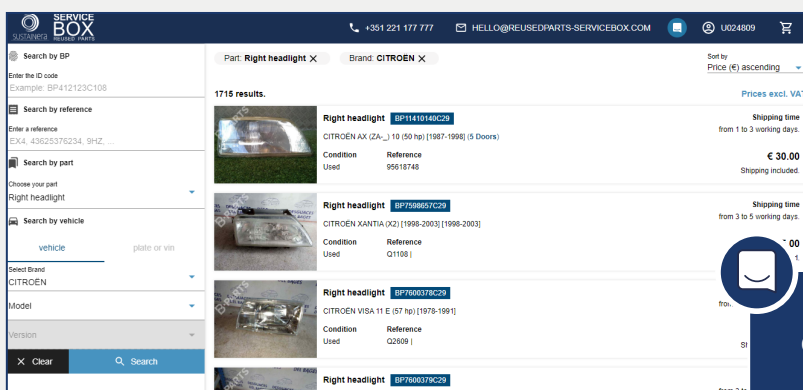 SERVICE
BOX
SUSTAINera REUSED PARTS
+351 221 177 777
HELLO@REUSEDPARTS-SERVICEBOX.COM
U024809
Search by BP
Enter the ID code
Example: BP412123C108
Search by reference
Enter a reference
EX4, 43625376234, 9HZ, ...
Search by part
Choose your part
Right headlight
Search by vehicle
vehicle
plate or vin
Select Brand
CITROËN
Model
Version
X Clear
Search
Part: Right headlight X
Brand: CITROËN X
Sort by
Price (€) ascending
1715 results.
Prices excl. VAT
Right headlight BP11410140C29
CITROËN AX (ZA-_) 10 (50 hp) [1987-1998] (5 Doors)
Condition Reference
Used 95618748
Shipping time
from 1 to 3 working days.
€ 30.00
Shipping included.
Right headlight BP7598657C29
CITROËN XANTIA (X2) [1998-2003] [1998-2003]
Condition Reference
Used Q1108 |
Shipping time
from 3 to 5 working days.
00
Right headlight BP7600378C29
CITROËN VISA 11 E (57 hp) [1978-1991]
Condition Reference
Used Q2609 |
Right headlight BP7600379C29